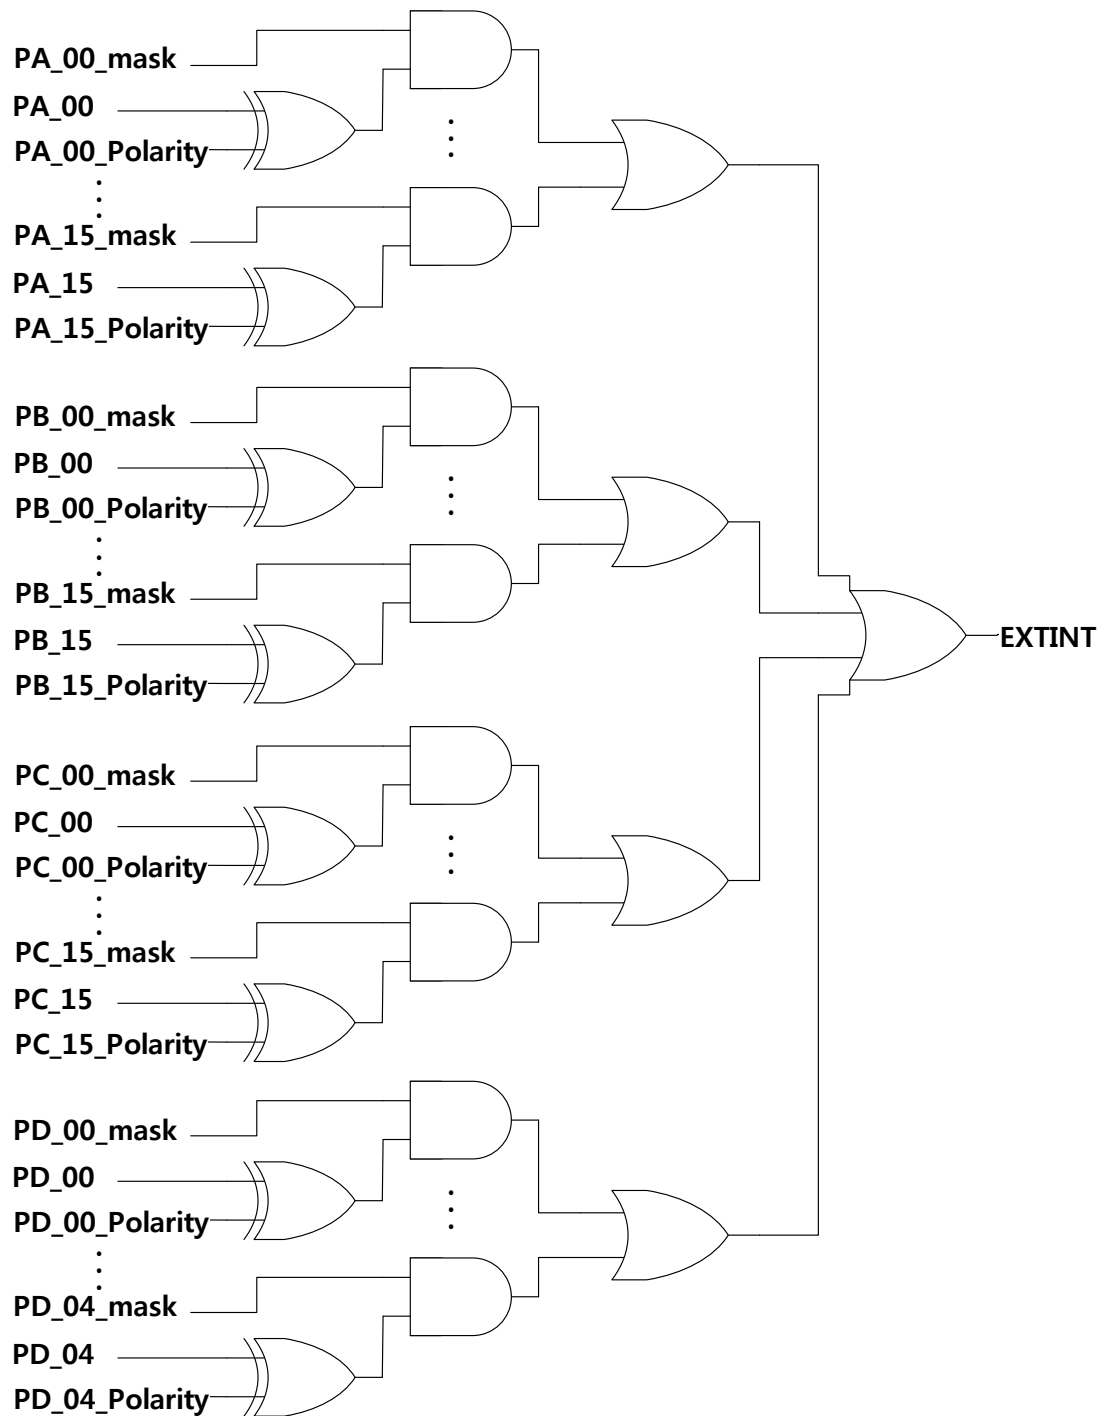 PA_00_mask
PA_00
PA_00_Polarity
PA_15_mask
PA_15
PA_15_Polarity
PB_00_mask
PB_00
PB_00_Polarity
PB_15_mask
PB_15
PB_15_Polarity
EXTINT
PC_00_mask
PC_00
PC_00_Polarity
PC_15_mask
PC_15
PC_15_Polarity
PD_00_mask
PD_00
PD_00_Polarity
PD_04_mask
PD_04
PD_04_Polarity